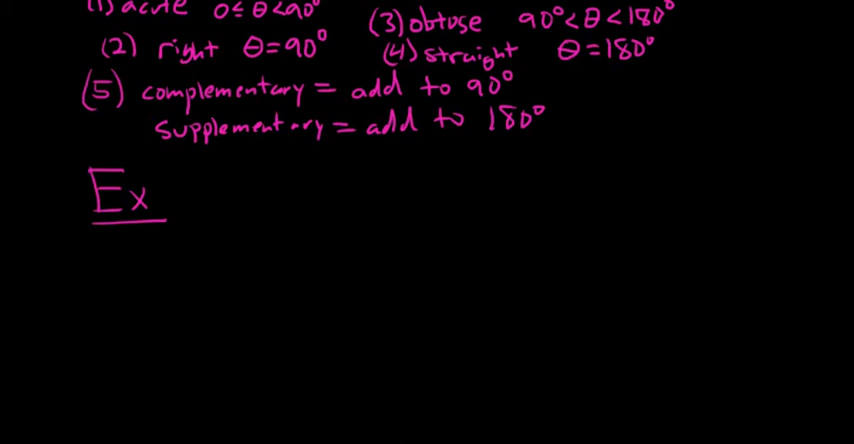 (1) acute 0≤θ<90° (3) obtuse 90°<θ<180°
(2) right θ=90° (4) straight θ=180°
(5) complementary = add to 90°
supplementary = add to 180°
Ex